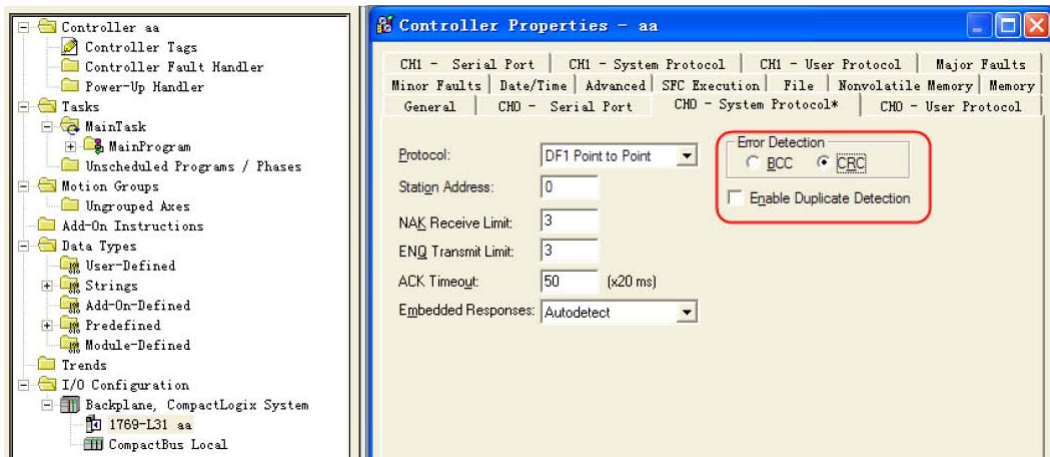 Controller aa
Controller Tags
Controller Fault Handler
Power-Up Handler
Tasks
MainTask
MainProgram
Unscheduled Programs / Phases
Motion Groups
Ungrouped Axes
Add-On Instructions
Data Types
User-Defined
Strings
Add-On-Defined
Predefined
Module-Defined
Trends
I/O Configuration
Backplane, CompactLogix System
1769-L31 aa
CompactBus Local
Controller Properties - aa
CH1 - Serial Port CH1 - System Protocol CH1 - User Protocol Major Faults
Minor Faults Date/Time Advanced SFC Execution File Nonvolatile Memory Memory
General CH0 - Serial Port CH0 - System Protocol* CH0 - User Protocol
Protocol: DF1 Point to Point
Station Address: 0
NAK Receive Limit: 3
ENQ Transmit Limit: 3
ACK Timeout: 50 (x20 ms)
Embedded Responses: Autodetect
Error Detection
BCC CRC
Enable Duplicate Detection